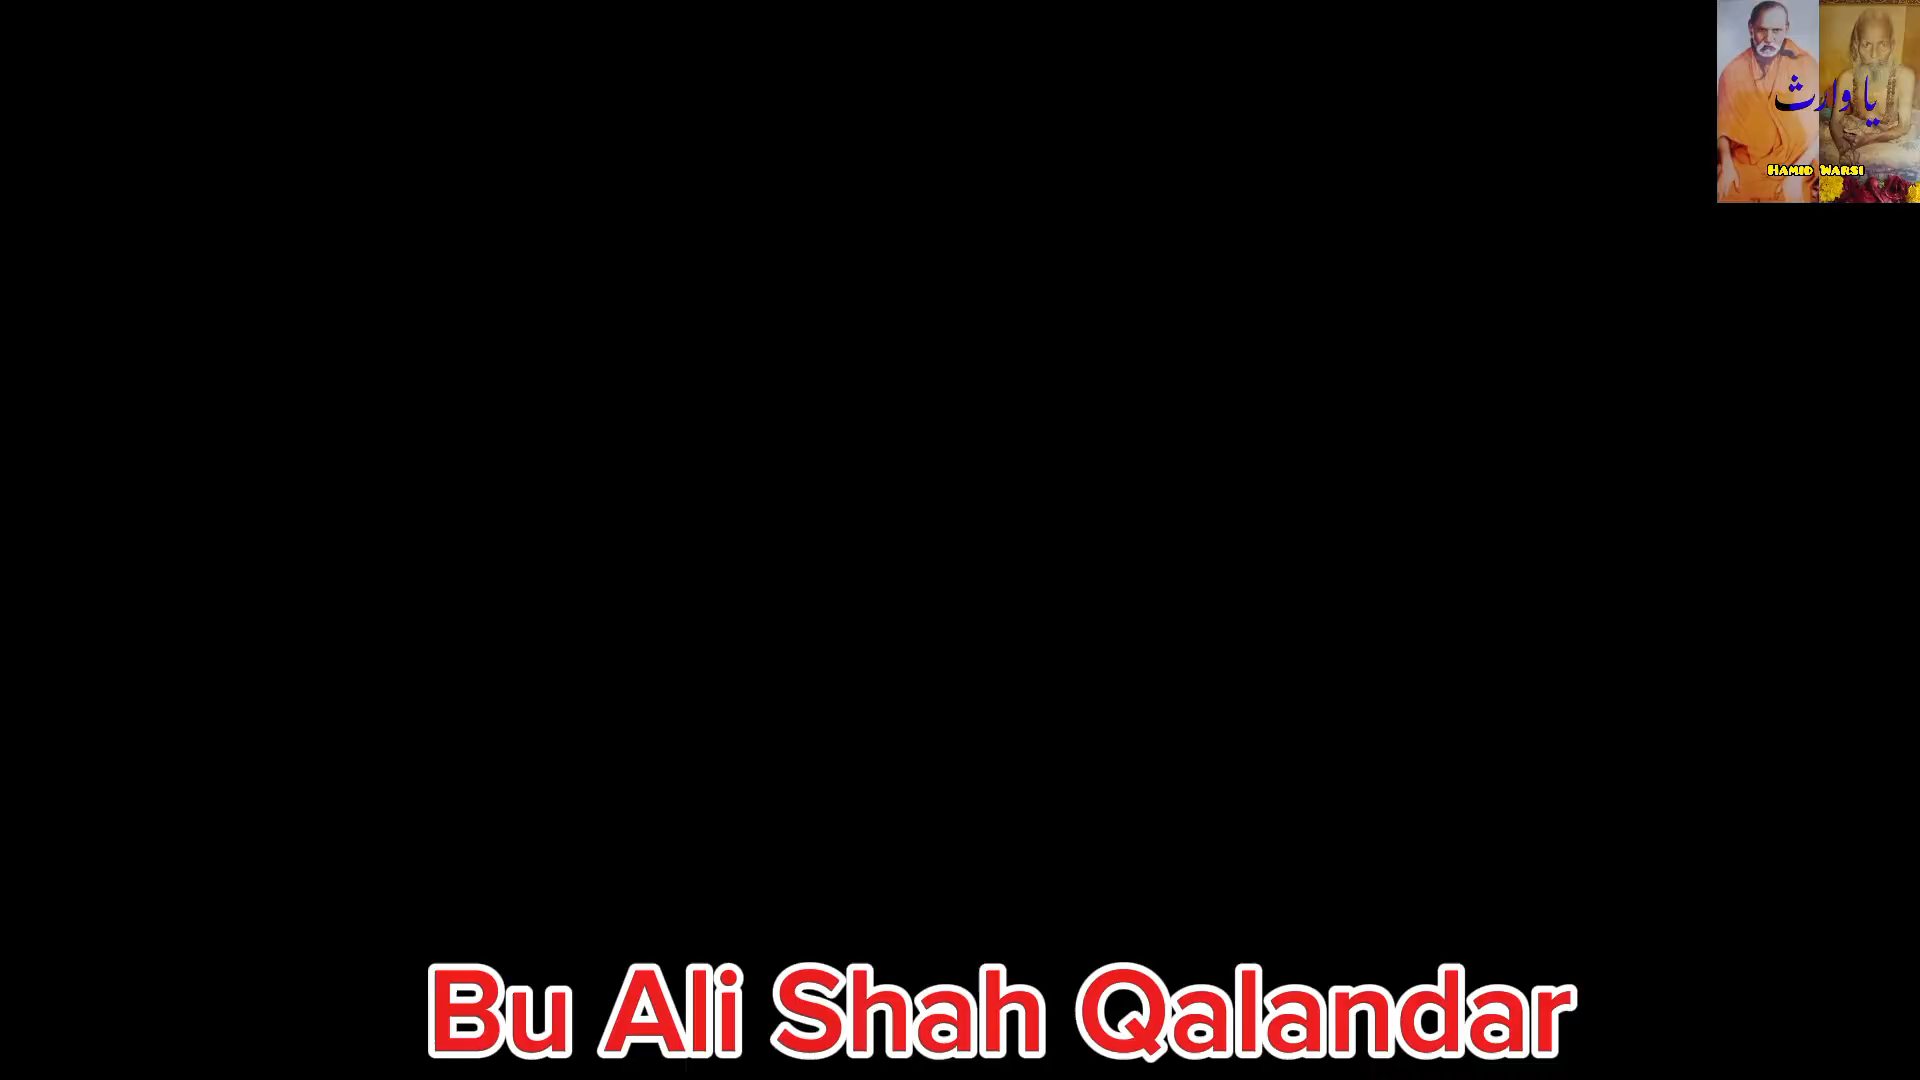 یا وارث
Hamid Warsi
Bu Ali Shah Qalandar